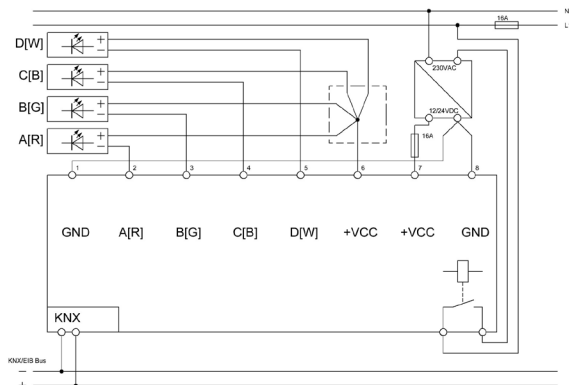 N
16A
L
D[W] + −
C[B] + −
B[G] + −
A[R] + −
230VAC
12/24VDC
16A
1 2 3 4 5 6 7 8
GND A[R] B[G] C[B] D[W] +VCC +VCC GND
KNX
KNX/EIB Bus